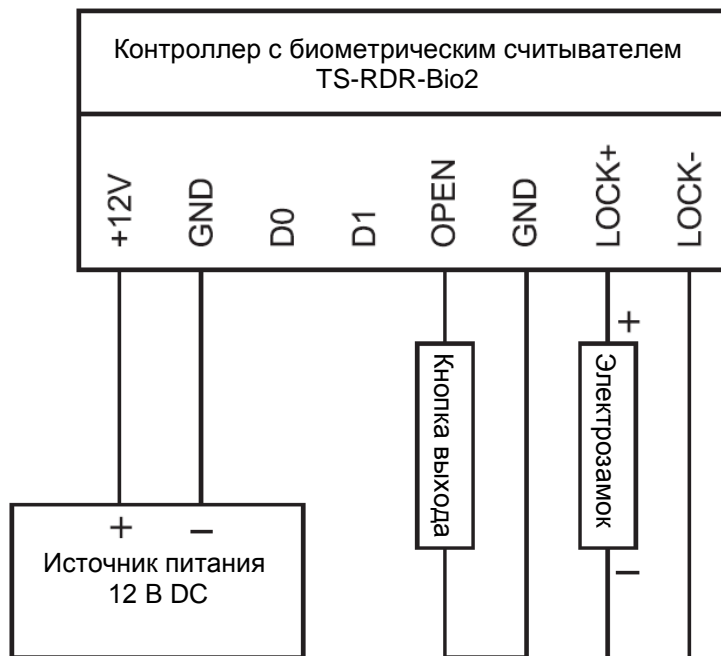 Контроллер с биометрическим считывателем
TS-RDR-Bio2
+12V
GND
D0
D1
OPEN
GND
LOCK+
LOCK-
+
Кнопка выхода
Электрозамок
–
+ –
Источник питания
12 В DC